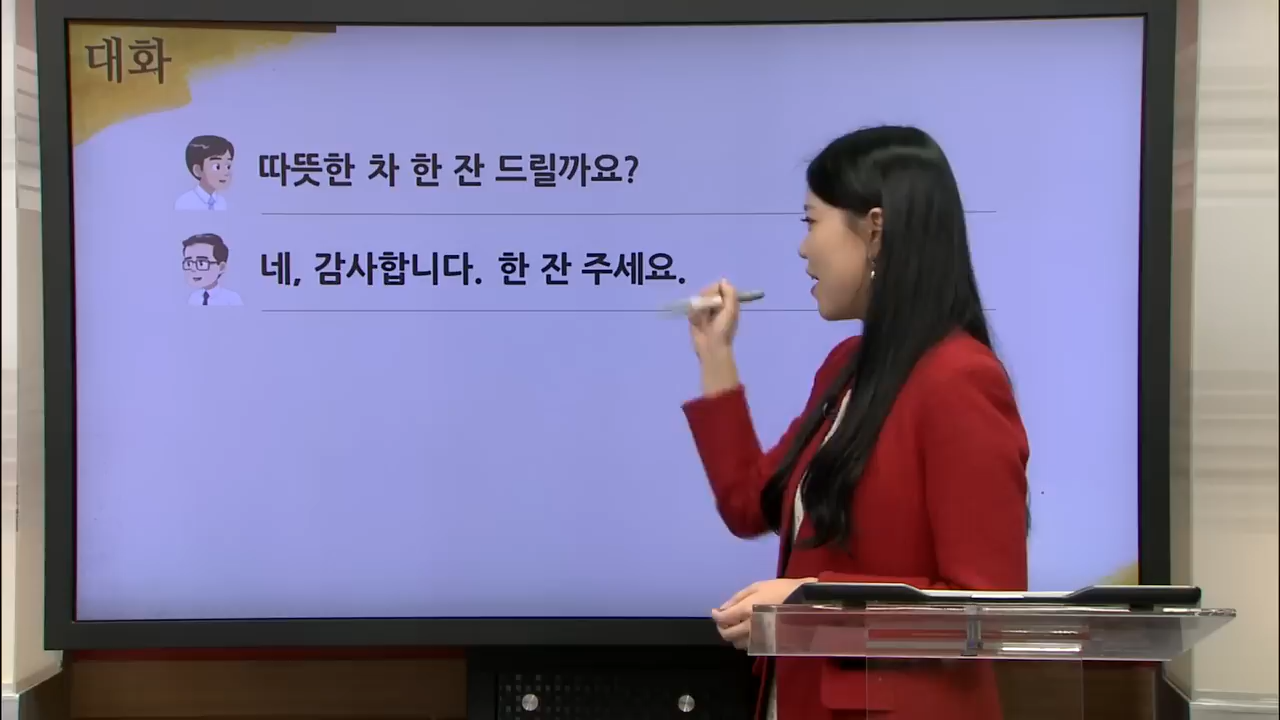 대화
따뜻한 차 한 잔 드릴까요?
네, 감사합니다. 한 잔 주세요.